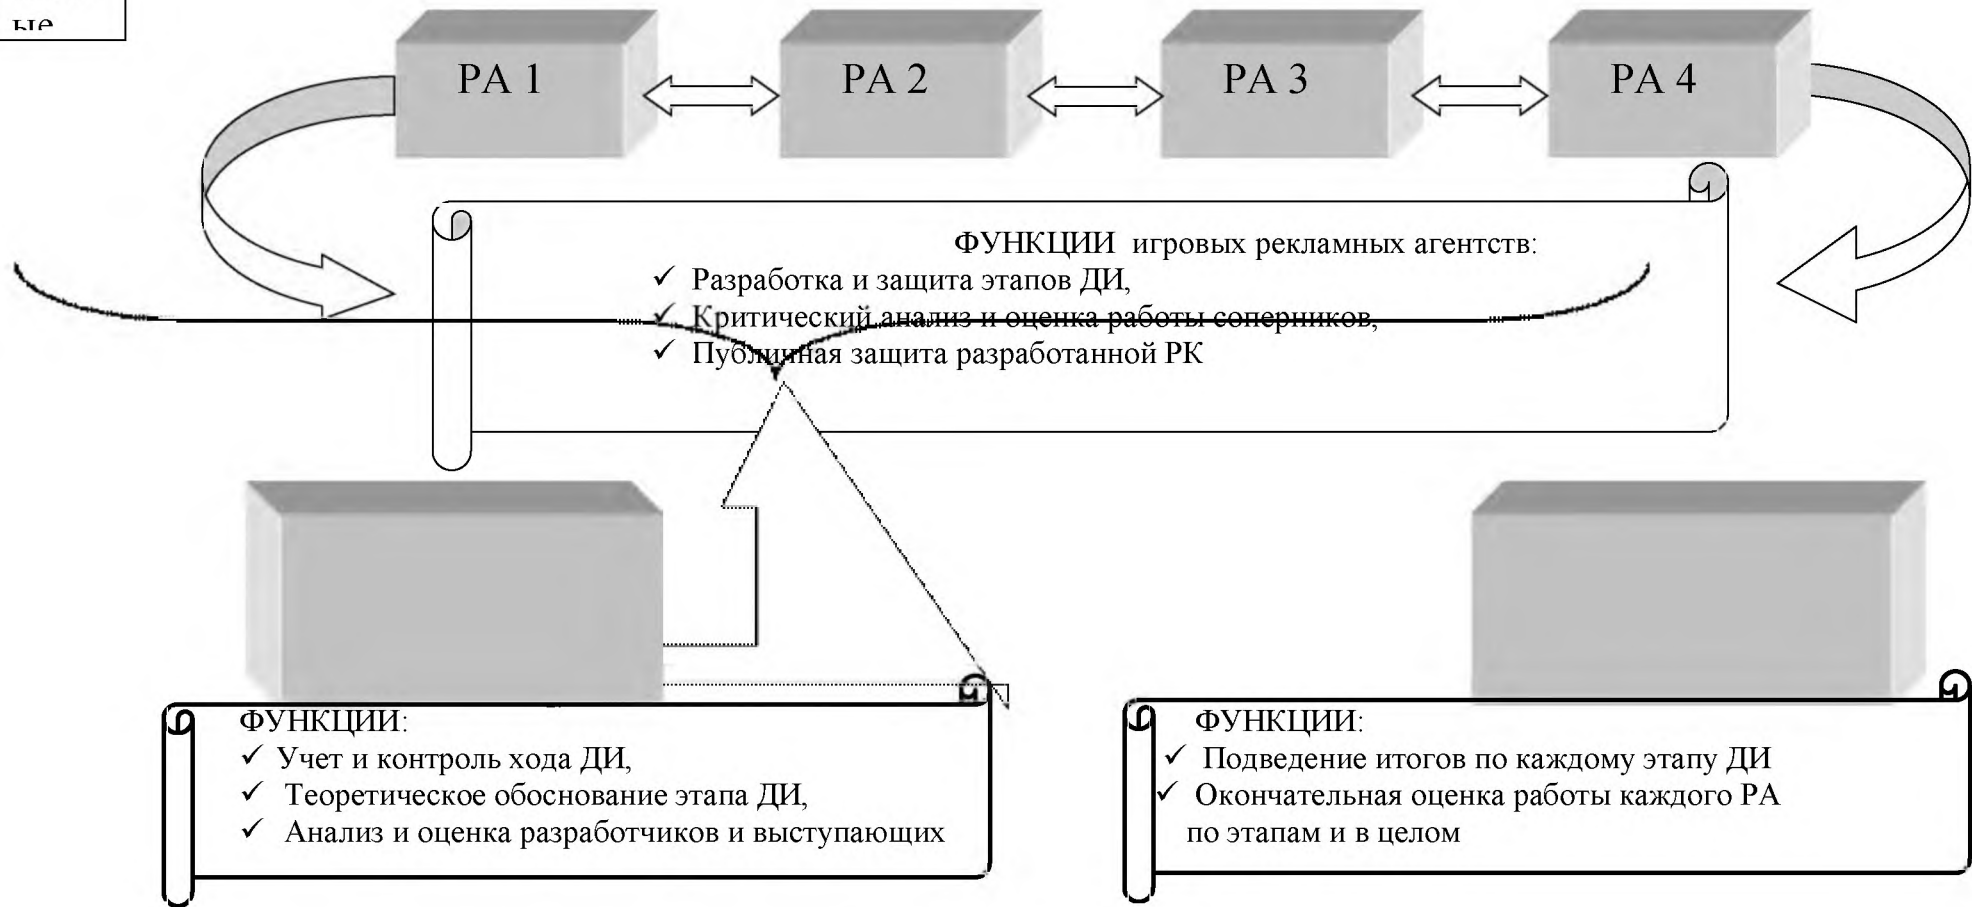 ые
РА 1
РА 2
РА 3
РА 4
ФУНКЦИИ игровых рекламных агентств:
✓ Разработка и защита этапов ДИ,
✓ Критический анализ и оценка работы соперников,
✓ Публичная защита разработанной РК
ФУНКЦИИ:
✓ Учет и контроль хода ДИ,
✓ Теоретическое обоснование этапа ДИ,
✓ Анализ и оценка разработчиков и выступающих
ФУНКЦИИ:
✓ Подведение итогов по каждому этапу ДИ
✓ Окончательная оценка работы каждого РА
по этапам и в целом